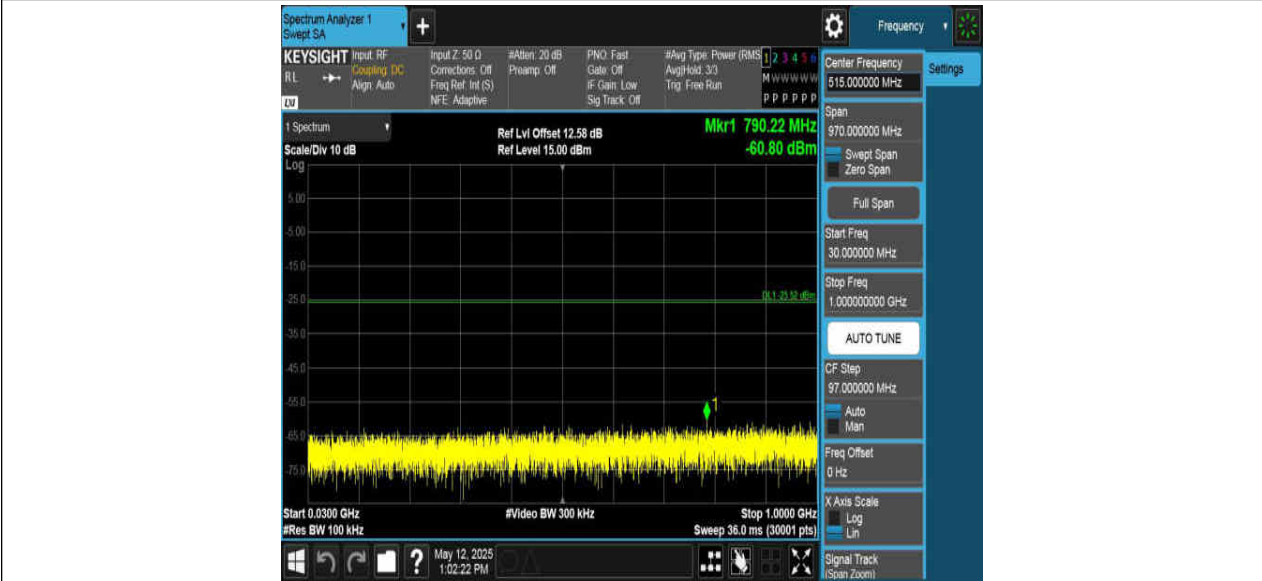 Spectrum Analyzer 1
Swept SA
+
Frequency
KEYSIGHT
RL
LXI
Input: RF
Coupling: DC
Align: Auto
Input Z: 50 Ω
Corrections: Off
Freq Ref: Int (S)
NFE: Adaptive
#Atten: 20 dB
Preamp: Off
PNO: Fast
Gate: Off
IF Gain: Low
Sig Track: Off
#Avg Type: Power (RMS
Avg|Hold: 3/3
Trig: Free Run
1 2 3 4 5 6
M W W W W W
P P P P P P
1 Spectrum
Scale/Div 10 dB
Log
Ref Lvl Offset 12.58 dB
Ref Level 15.00 dBm
Mkr1 790.22 MHz
-60.80 dBm
5.00
-5.00
-15.0
-25.0
DL1 -25.52 dBm
-35.0
-45.0
-55.0
1
-65.0
-75.0
Start 0.0300 GHz
#Res BW 100 kHz
#Video BW 300 kHz
Stop 1.0000 GHz
Sweep 36.0 ms (30001 pts)
?
May 12, 2025
1:02:22 PM
Center Frequency
515.000000 MHz
Settings
Span
970.000000 MHz
Swept Span
Zero Span
Full Span
Start Freq
30.000000 MHz
Stop Freq
1.000000000 GHz
AUTO TUNE
CF Step
97.000000 MHz
Auto
Man
Freq Offset
0 Hz
X Axis Scale
Log
Lin
Signal Track
(Span Zoom)